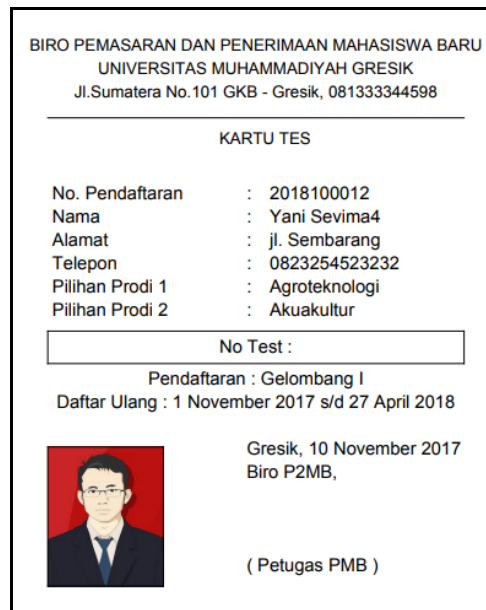 BIRO PEMASARAN DAN PENERIMAAN MAHASISWA BARU
UNIVERSITAS MUHAMMADIYAH GRESIK
Jl.Sumatera No.101 GKB - Gresik, 081333344598
KARTU TES
No. Pendaftaran : 2018100012
Nama : Yani Sevima4
Alamat : jl. Sembarang
Telepon : 0823254523232
Pilihan Prodi 1 : Agroteknologi
Pilihan Prodi 2 : Akuakultur
No Test :
Pendaftaran : Gelombang I
Daftar Ulang : 1 November 2017 s/d 27 April 2018
Gresik, 10 November 2017
Biro P2MB,
( Petugas PMB )